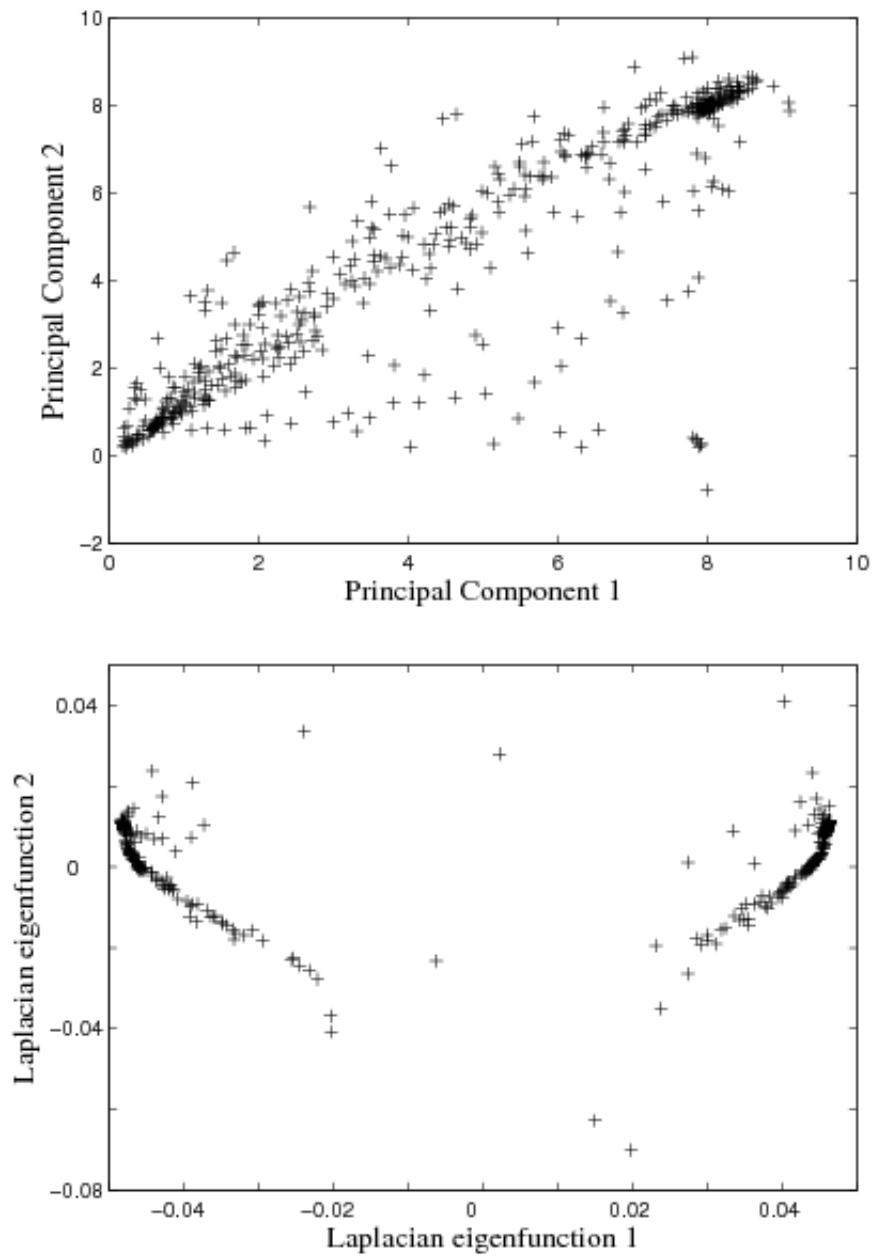 10
8
6
4
2
0
−2
Principal Component 2
0 2 4 6 8 10
Principal Component 1
0.04
0
−0.04
−0.08
Laplacian eigenfunction 2
−0.04 −0.02 0 0.02 0.04
Laplacian eigenfunction 1